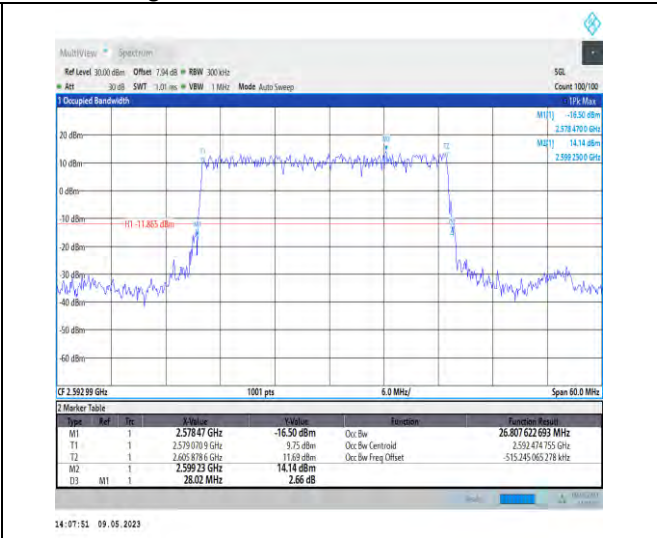 MultiView Spectrum
Ref Level 30.00 dBm Offset 7.94 dB RBW 300 kHz SGL
Att 30 dB SWT 1.01 ms VBW 1 MHz Mode Auto Sweep Count 100/100
1 Occupied Bandwidth 1Pk Max
M1[1] -16.50 dBm
2.578 4700 GHz
M2[1] 14.14 dBm
2.599 2300 GHz
20 dBm
T1
M2
T2
10 dBm
0 dBm
-10 dBm
H1 -11.865 dBm
-20 dBm
-30 dBm
-40 dBm
-50 dBm
-60 dBm
CF 2.592 99 GHz 1001 pts 6.0 MHz/ Span 60.0 MHz
2 Marker Table
Type Ref Trc X-Value Y-Value Function Function Result
M1 1 2.578 47 GHz -16.50 dBm Occ Bw 26.807 622 693 MHz
T1 1 2.579 070 9 GHz 9.75 dBm Occ Bw Centroid 2.592 474 755 GHz
T2 1 2.605 878 6 GHz 11.69 dBm Occ Bw Freq Offset -515.245 065 278 kHz
M2 1 2.599 23 GHz 14.14 dBm
D3 M1 1 28.02 MHz 2.66 dB
14:07:51 09.05.2023